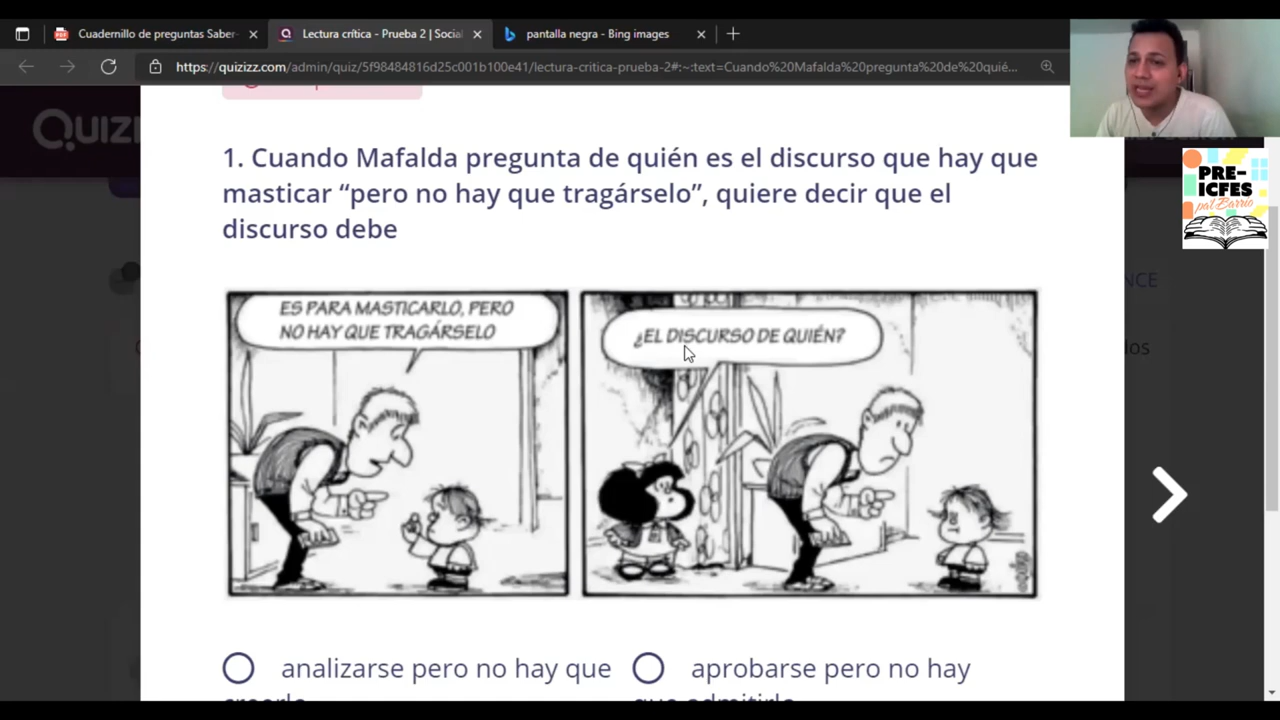 Cuadernillo de preguntas Saber-
Lectura crítica - Prueba 2 | Social
pantalla negra - Bing images
https://quizizz.com/admin/quiz/5f98484816d25c001b100e41/lectura-critica-prueba-2#:~:text=Cuando%20Mafalda%20pregunta%20de%20quié...
QUIZI
PRE-
ICFES
pal Barrio
1. Cuando Mafalda pregunta de quién es el discurso que hay que
masticar “pero no hay que tragárselo”, quiere decir que el
discurso debe
ES PARA MASTICARLO, PERO
NO HAY QUE TRAGÁRSELO
¿EL DISCURSO DE QUIÉN?
analizarse pero no hay que
aprobarse pero no hay